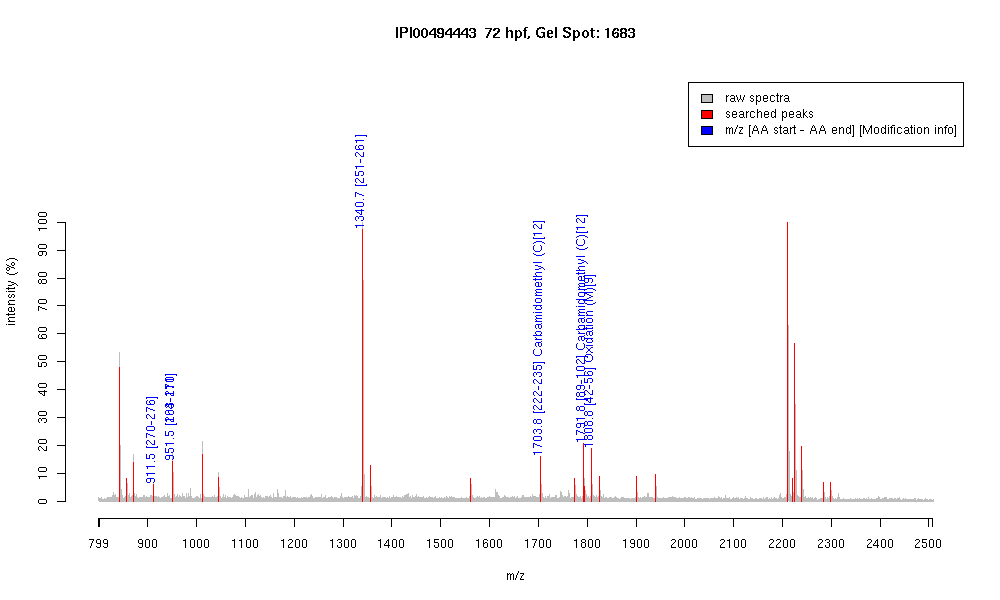 IPI00494443 72 hpf, Gel Spot: 1683
raw spectra
searched peaks
m/z [AA start - AA end] [Modification info]
intensity (%)
0 10 20 30 40 50 60 70 80 90 100
911.5 [270-276]
951.5
1340.7 [251-261]
1703.8 [222-235] Carbamidomethyl (C)[12]
1791.8 [89-102] Carbamidomethyl (C)[12]
1808.8 [42-56] Oxidation (M)[9]
799 900 1000 1100 1200 1300 1400 1500 1600 1700 1800 1900 2000 2100 2200 2300 2400 2500
m/z